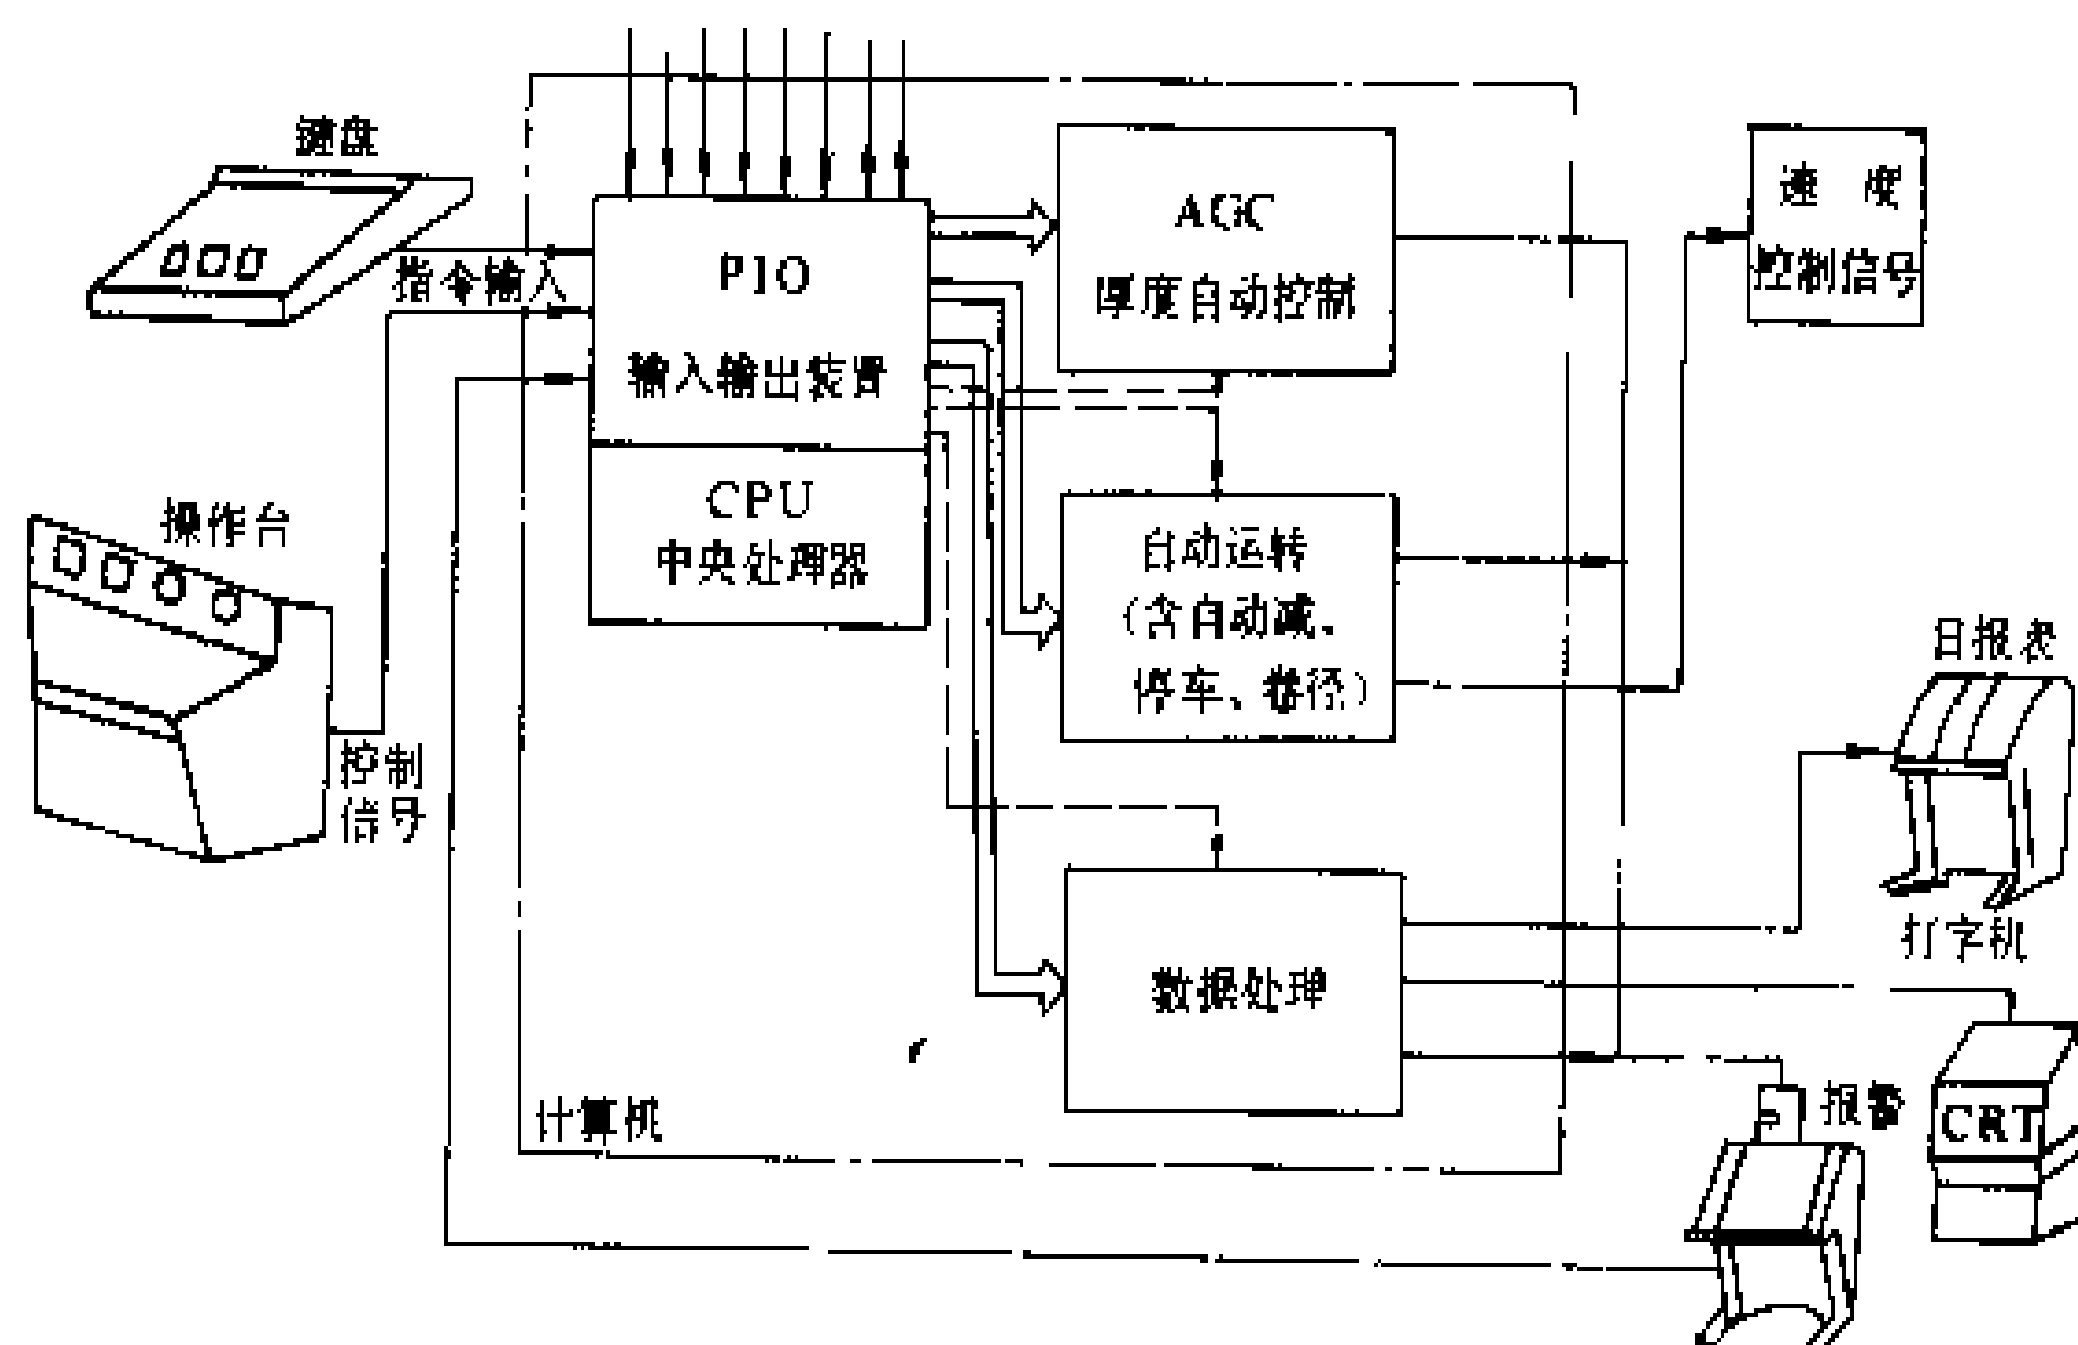 键盘
指令输入
PIO
输入输出装置
CPU
中央处理器
AGC
厚度自动控制
速 度
控制信号
操作台
控制
信号
自动运转
(含自动减、
停车、卷径)
日报表
打字机
数据处理
计算机
报警
CRT